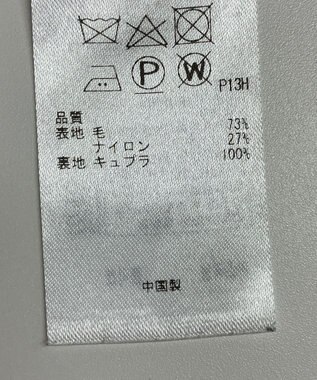 P W P13H
品質
表地 毛 73%
ナイロン 27%
裏地 キュプラ 100%
中国製